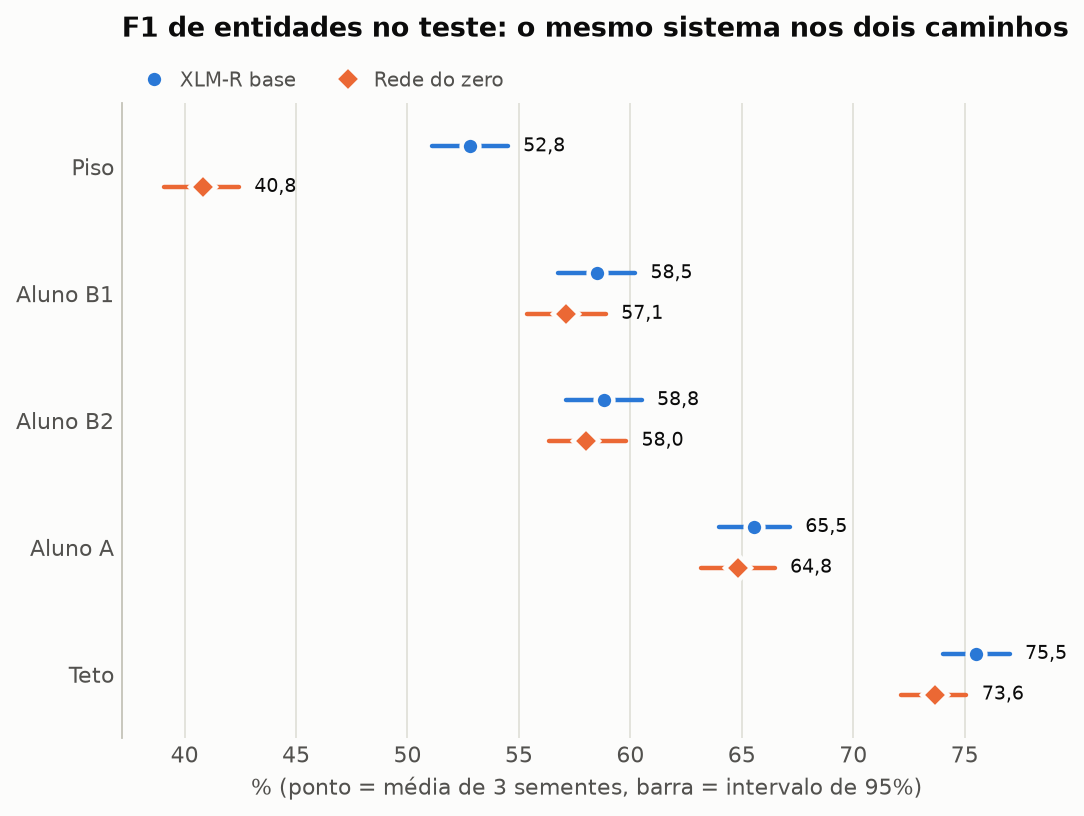 F1 de entidades no teste: o mesmo sistema nos dois caminhos
XLM-R base
Rede do zero
Piso
52,8
40,8
Aluno B1
58,5
57,1
Aluno B2
58,8
58,0
Aluno A
65,5
64,8
Teto
75,5
73,6
40 45 50 55 60 65 70 75
% (ponto = média de 3 sementes, barra = intervalo de 95%)